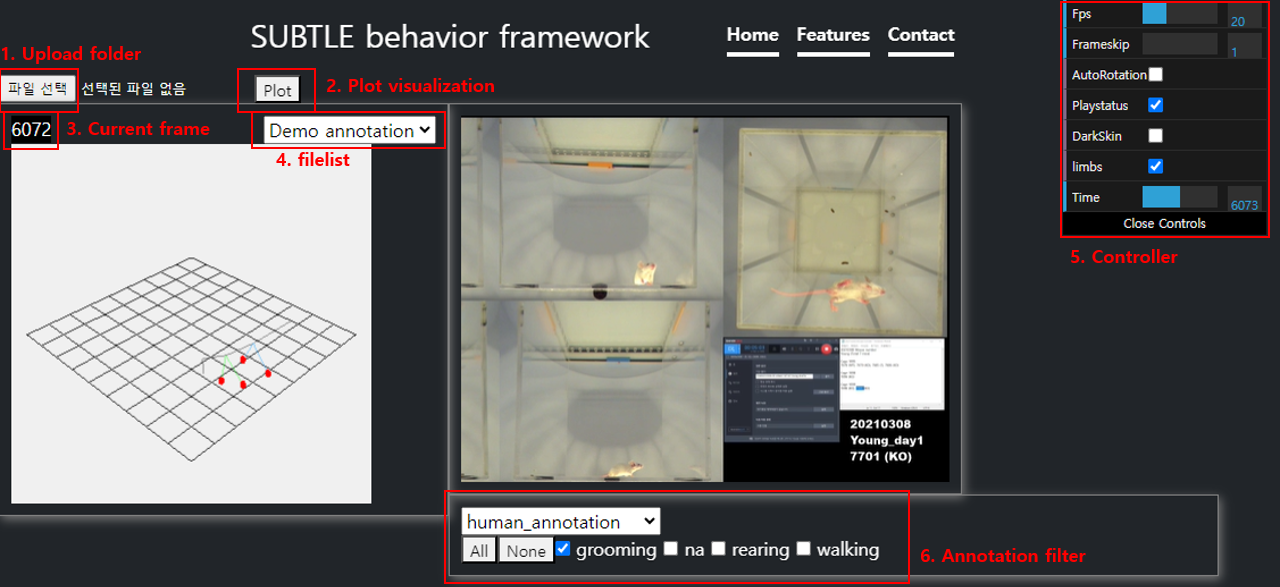 SUBTLE behavior framework
Home
Features
Contact
1. Upload folder
파일 선택 선택된 파일 없음
Plot
2. Plot visualization
6072
3. Current frame
Demo annotation
4. filelist
20210308
Young_day1
7701 (KO)
Fps 20
Frameskip 1
AutoRotation
Playstatus
DarkSkin
limbs
Time 6073
Close Controls
5. Controller
human_annotation
All None grooming na rearing walking
6. Annotation filter